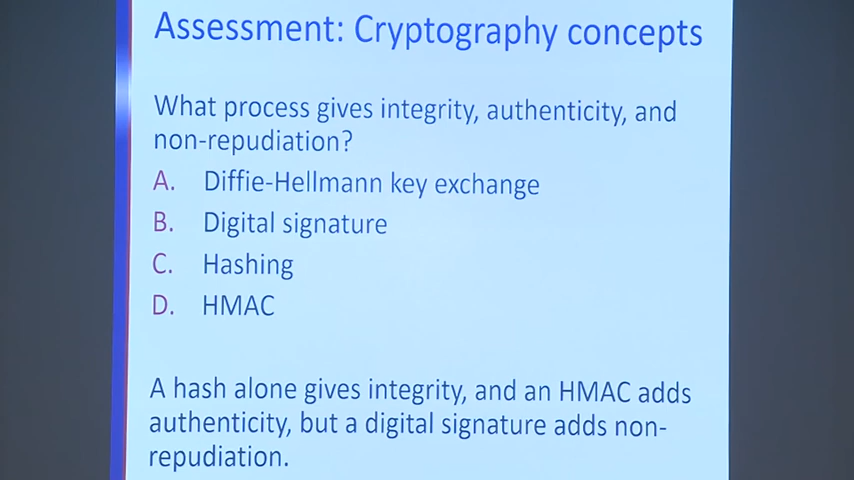 Assessment: Cryptography concepts
What process gives integrity, authenticity, and
non-repudiation?
A. Diffie-Hellmann key exchange
B. Digital signature
C. Hashing
D. HMAC
A hash alone gives integrity, and an HMAC adds
authenticity, but a digital signature adds non-
repudiation.